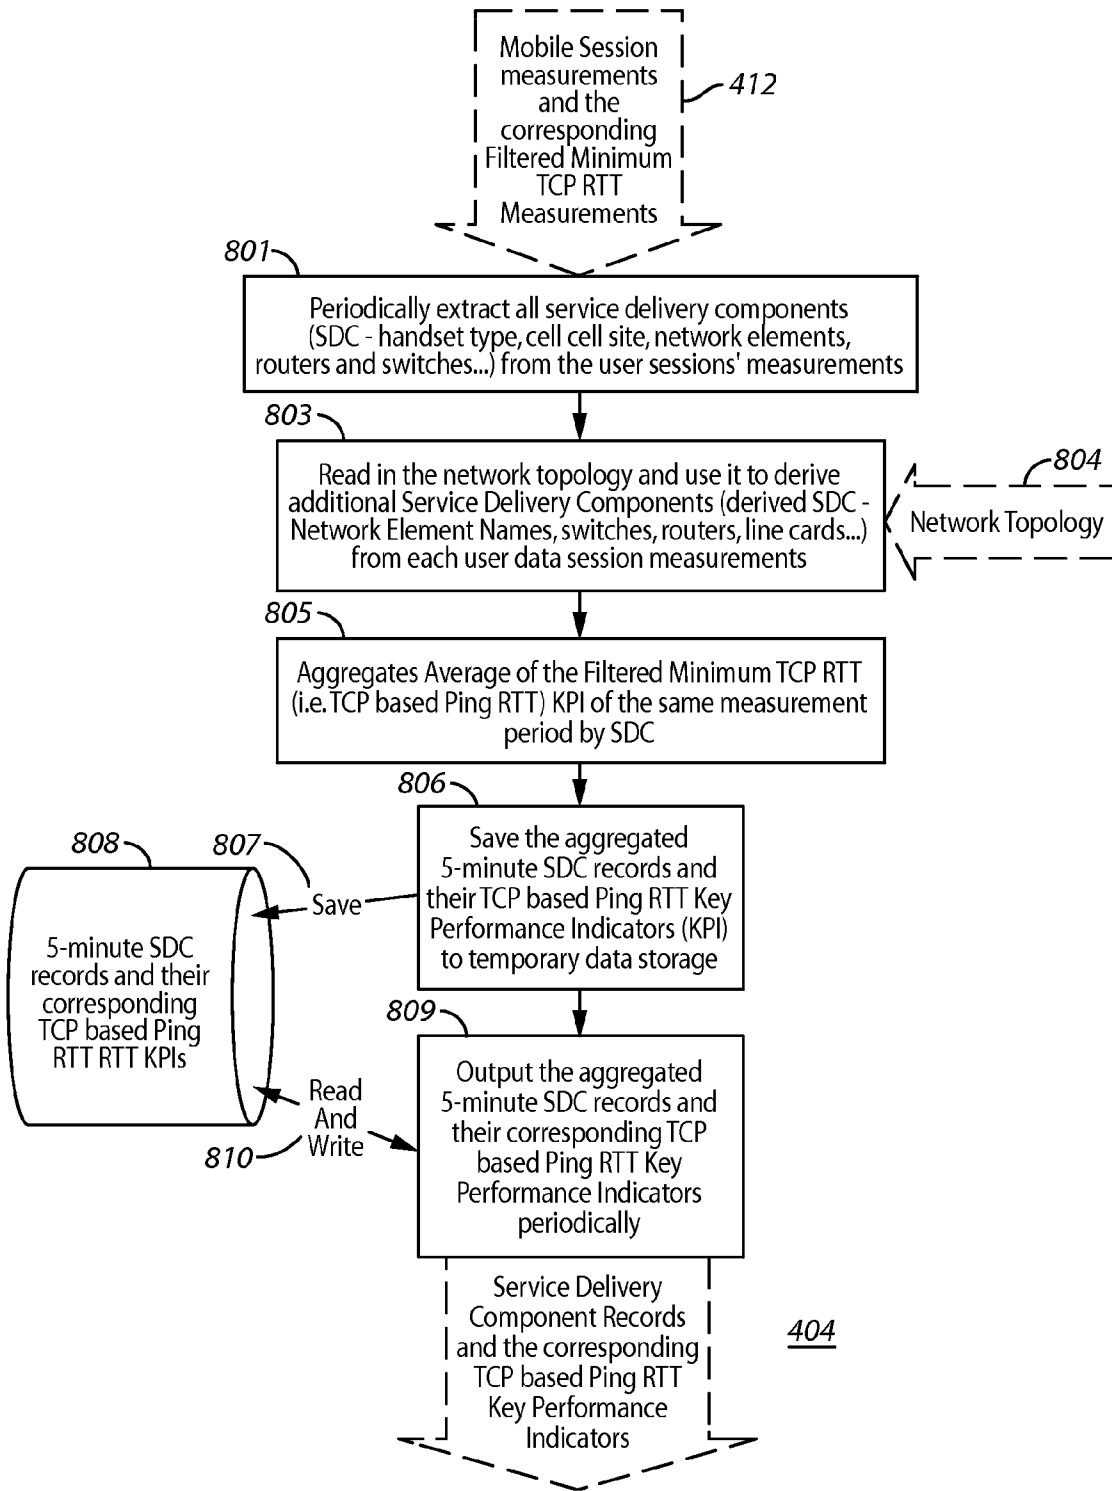 Mobile Session
measurements
and the
corresponding
Filtered Minimum
TCP RTT
Measurements
412
801
Periodically extract all service delivery components
(SDC - handset type, cell cell site, network elements,
routers and switches...) from the user sessions' measurements
803
Read in the network topology and use it to derive
additional Service Delivery Components (derived SDC -
Network Element Names, switches, routers, line cards...)
from each user data session measurements
804
Network Topology
805
Aggregates Average of the Filtered Minimum TCP RTT
(i.e. TCP based Ping RTT) KPI of the same measurement
period by SDC
806
Save the aggregated
5-minute SDC records and
their TCP based Ping RTT Key
Performance Indicators (KPI)
to temporary data storage
807
Save
808
5-minute SDC
records and their
corresponding
TCP based Ping
RTT RTT KPIs
809
Output the aggregated
5-minute SDC records and
their corresponding TCP
based Ping RTT Key
Performance Indicators
periodically
Read
And
Write
810
Service Delivery
Component Records
and the corresponding
TCP based Ping RTT
Key Performance
Indicators
404